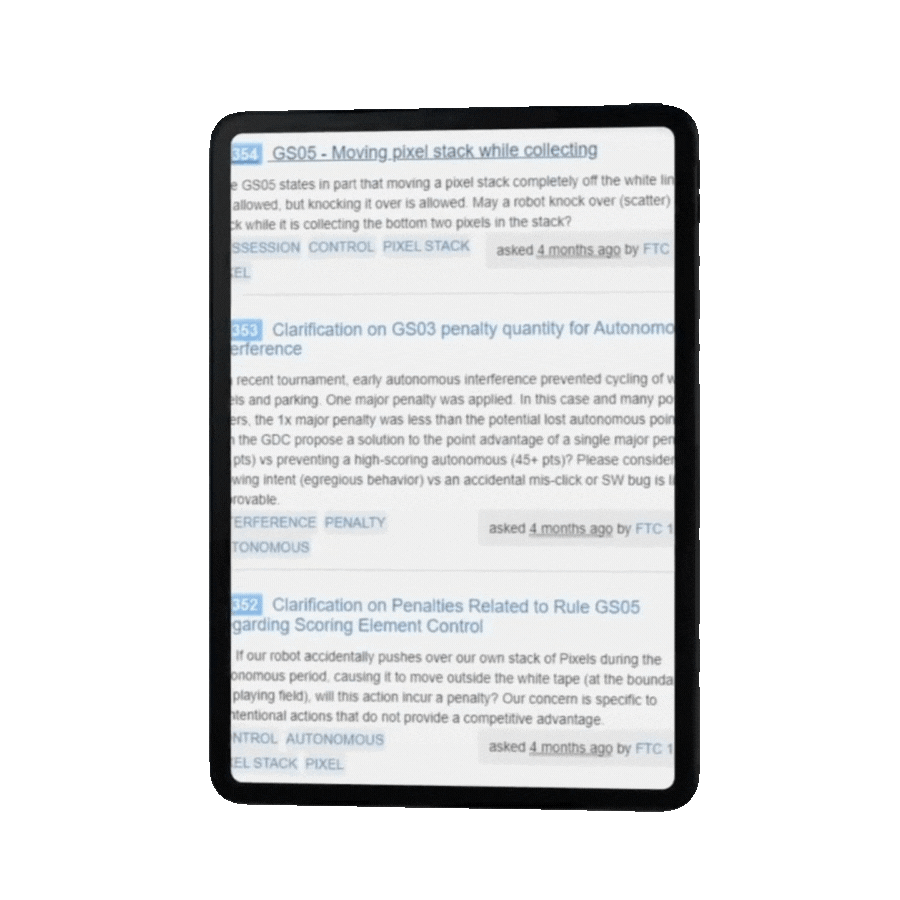 354 GS05 - Moving pixel stack while collecting
e GS05 states in part that moving a pixel stack completely off the white lin
allowed, but knocking it over is allowed. May a robot knock over (scatter)
ck while it is collecting the bottom two pixels in the stack?
SSESSION CONTROL PIXEL STACK asked 4 months ago by FTC
EL
353 Clarification on GS03 penalty quantity for Autonomo
erference
recent tournament, early autonomous interference prevented cycling of w
els and parking. One major penalty was applied. In this case and many po
ers, the 1x major penalty was less than the potential lost autonomous poin
n the GDC propose a solution to the point advantage of a single major pen
pts) vs preventing a high-scoring autonomous (45+ pts)? Please consider
wing intent (egregious behavior) vs an accidental mis-click or SW bug is li
rovable.
TERFERENCE PENALTY asked 4 months ago by FTC 1
TONOMOUS
352 Clarification on Penalties Related to Rule GS05
garding Scoring Element Control
If our robot accidentally pushes over our own stack of Pixels during the
onomous period, causing it to move outside the white tape (at the bounda
playing field), will this action incur a penalty? Our concern is specific to
ntentional actions that do not provide a competitive advantage.
NTROL AUTONOMOUS asked 4 months ago by FTC 1
EL STACK PIXEL